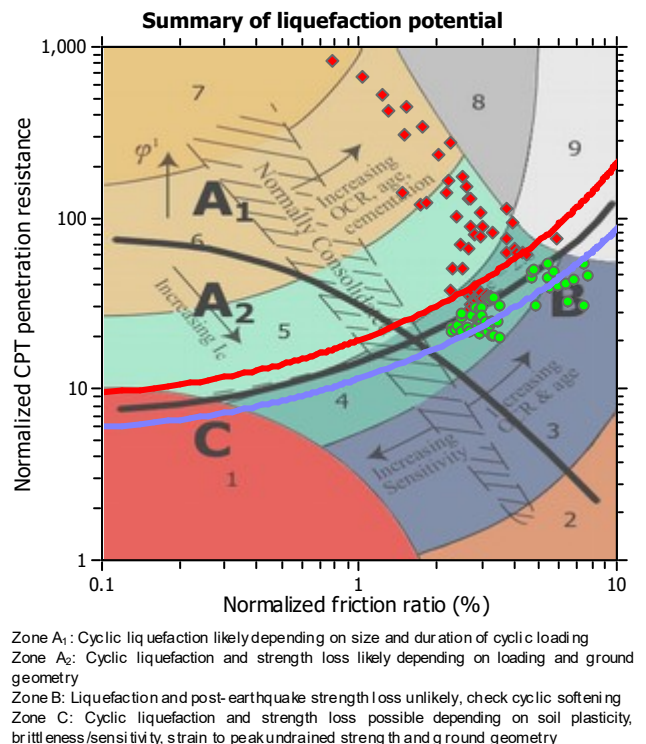 Summary of liquefaction potential
Normalized CPT penetration resistance
1,000
100
10
1
0.1
1
10
Normalized friction ratio (%)
7
8
9
φ'
A1
Normally Consolidated
Increasing
OCR, age,
cementation
6
A2
Increasing Ic
5
B
4
C
Increasing
OCR & age
3
Increasing
Sensitivity
1
2
Zone A1: Cyclic liquefaction likely depending on size and duration of cyclic loading
Zone A2: Cyclic liquefaction and strength loss likely depending on loading and ground
geometry
Zone B: Liquefaction and post-earthquake strength loss unlikely, check cyclic softening
Zone C: Cyclic liquefaction and strength loss possible depending on soil plasticity,
brittleness/sensitivity, strain to peak undrained strength and ground geometry